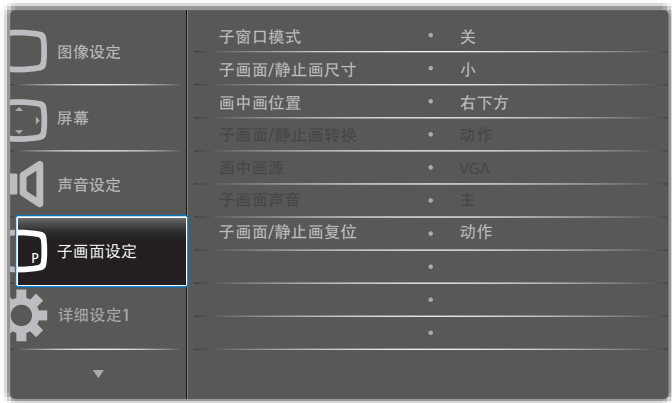 图像设定
屏幕
声音设定
P
子画面设定
详细设定1
子窗口模式 • 关
子画面/静止画尺寸 • 小
画中画位置 • 右下方
子画面/静止画转换 • 动作
画中画源 • VGA
子画面声音 • 主
子画面/静止画复位 • 动作
•
•
•